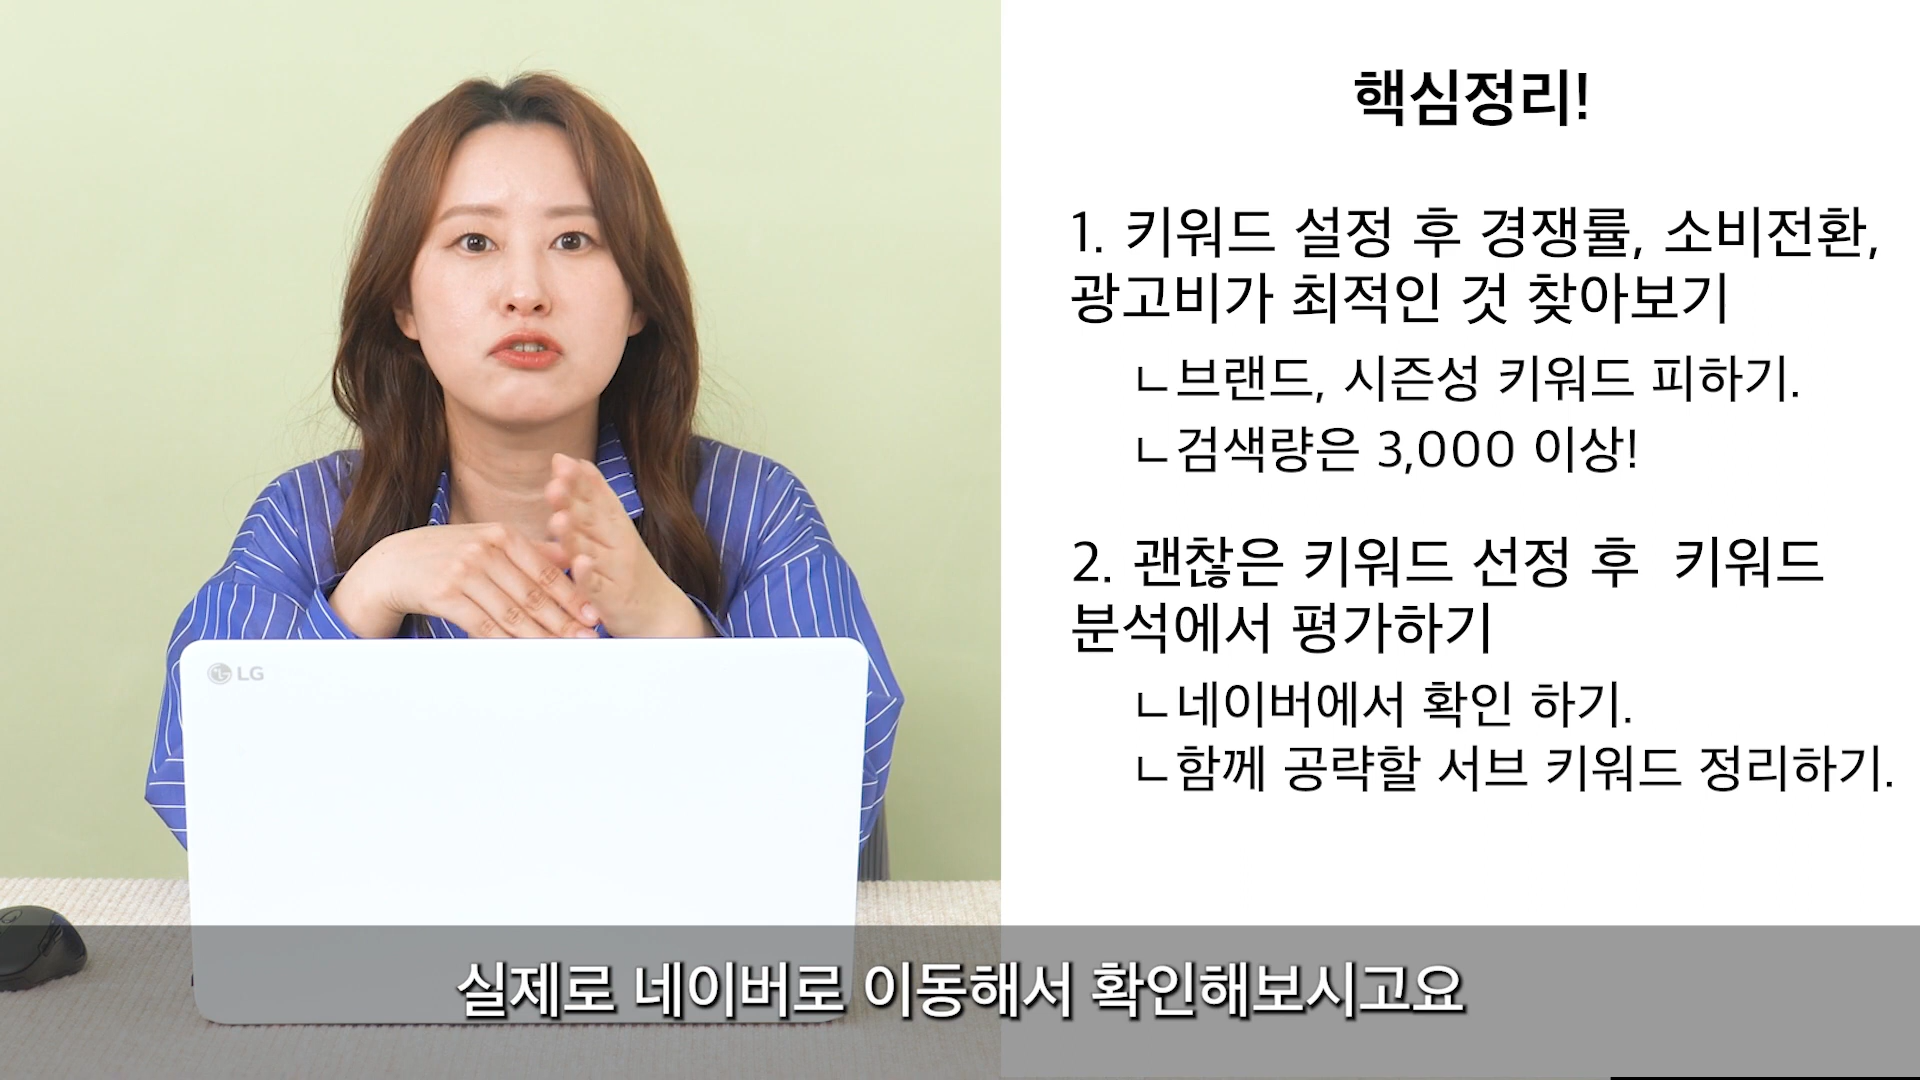 핵심정리!
1. 키워드 설정 후 경쟁률, 소비전환,
광고비가 최적인 것 찾아보기
ㄴ브랜드, 시즌성 키워드 피하기.
ㄴ검색량은 3,000 이상!
2. 괜찮은 키워드 선정 후 키워드
분석에서 평가하기
ㄴ네이버에서 확인 하기.
ㄴ함께 공략할 서브 키워드 정리하기.
LG
실제로 네이버로 이동해서 확인해보시고요